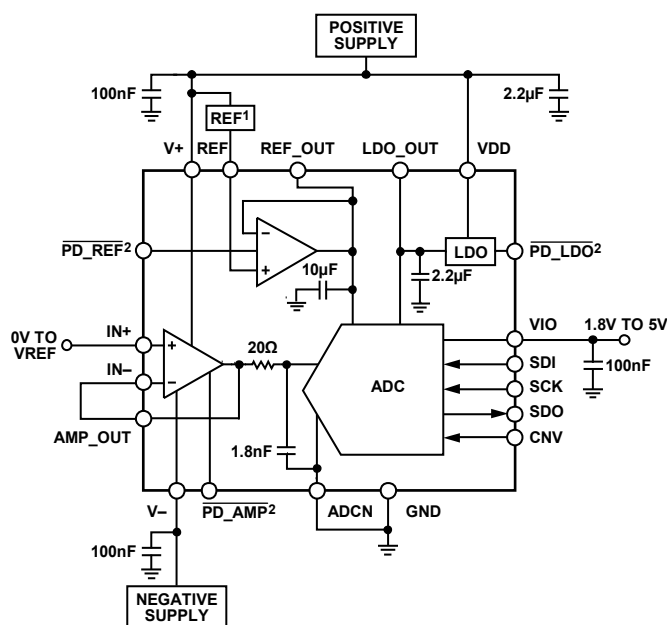 POSITIVE
SUPPLY
100nF
2.2µF
REF¹
V+
REF
REF_OUT
LDO_OUT
VDD
PD_REF²
LDO
PD_LDO²
10µF
2.2µF
VIO
1.8V TO 5V
0V TO
VREF
IN+
20Ω
SDI
100nF
IN–
ADC
SCK
SDO
AMP_OUT
1.8nF
CNV
V–
PD_AMP²
ADCN
GND
100nF
NEGATIVE
SUPPLY